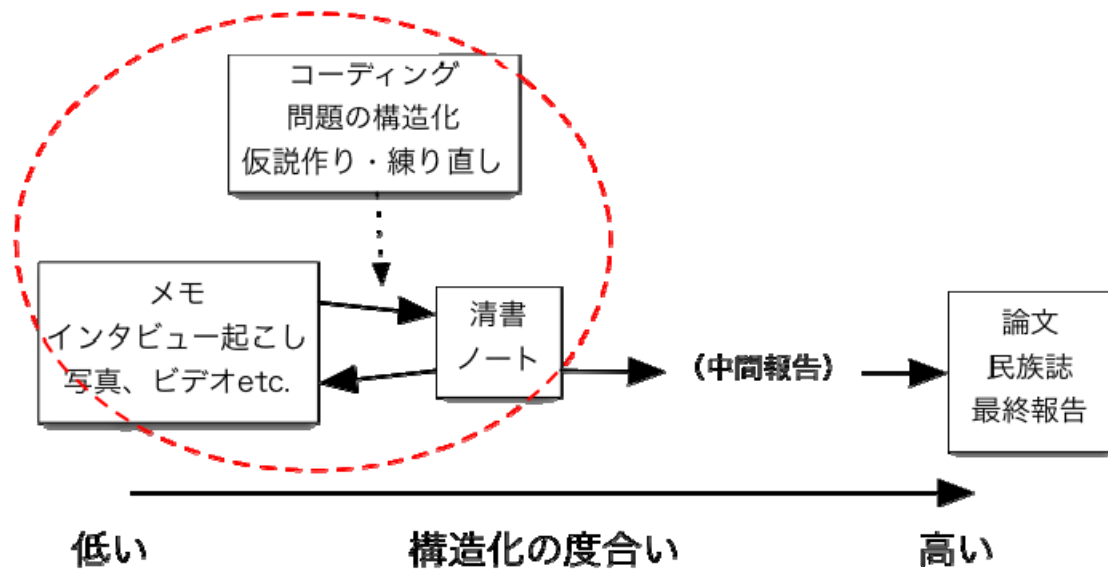 コーディング
問題の構造化
仮説作り・練り直し
メモ
インタビュー起こし
写真、ビデオetc.
清書
ノート
（中間報告）
論文
民族誌
最終報告
低い
構造化の度合い
高い